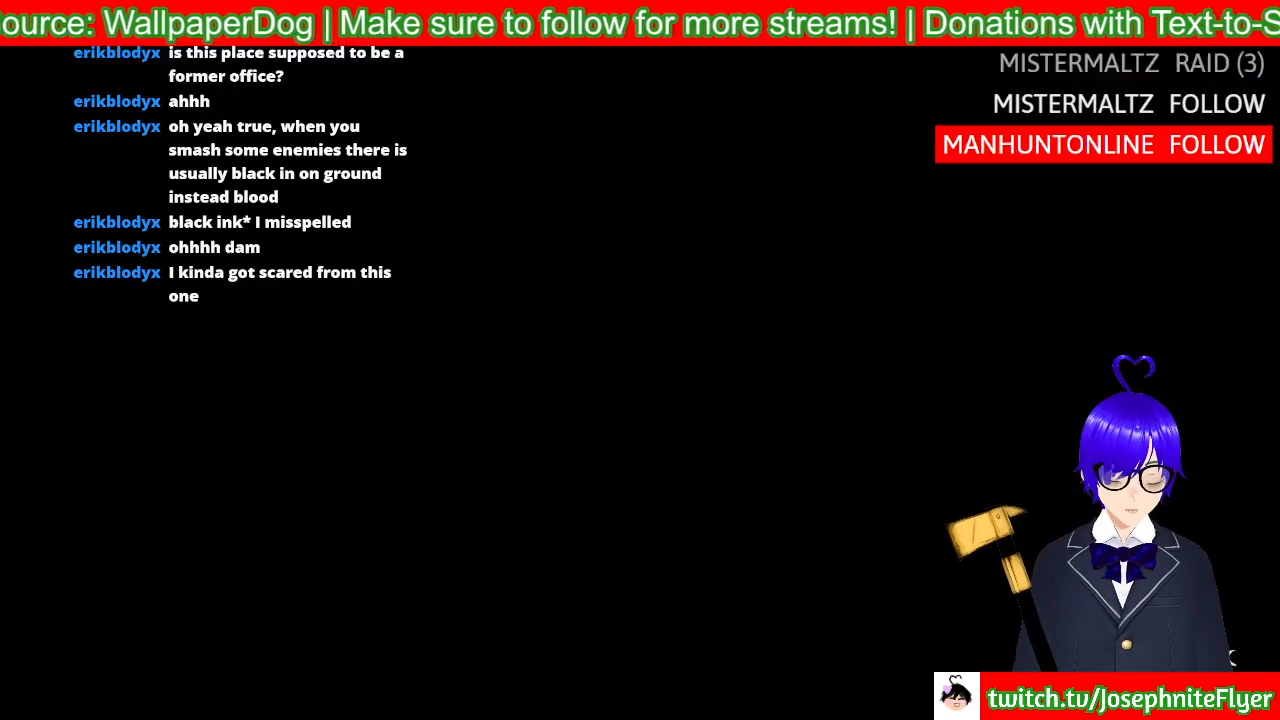 ource: WallpaperDog | Make sure to follow for more streams! | Donations with Text-to-S
erikblodyx is this place supposed to be a
former office?
erikblodyx ahhh
erikblodyx oh yeah true, when you
smash some enemies there is
usually black in on ground
instead blood
erikblodyx black ink* I misspelled
erikblodyx ohhhh dam
erikblodyx I kinda got scared from this
one
MISTERMALTZ RAID (3)
MISTERMALTZ FOLLOW
MANHUNTONLINE FOLLOW
twitch.tv/JosephniteFlyer